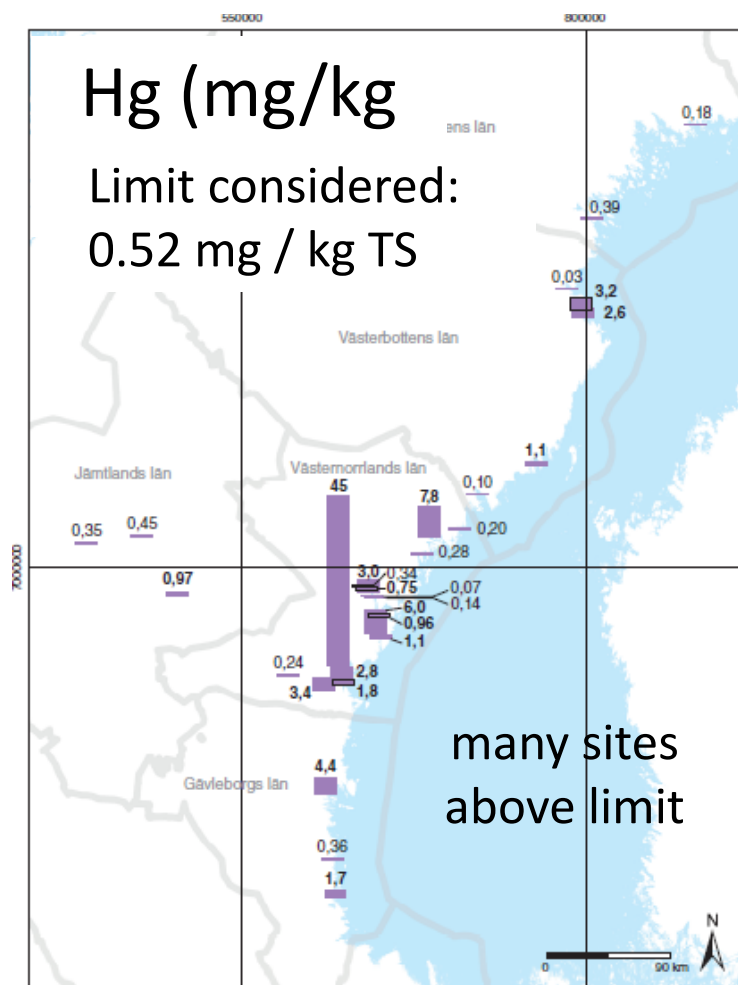 550000
800000
Hg (mg/kg
ens län
0,18
Limit considered:
0.52 mg / kg TS
0,39
0,03
3,2
2,6
Västerbottens län
1,1
Jämtlands län
Västernorrlands län
45
0,10
7,8
0,35
0,45
0,20
0,28
7000000
3,0
0,34
0,97
0,75
0,07
0,14
6,0
0,96
1,1
0,24
2,8
3,4
1,8
many sites
above limit
4,4
Gävleborgs län
0,36
1,7
N
0
90 km